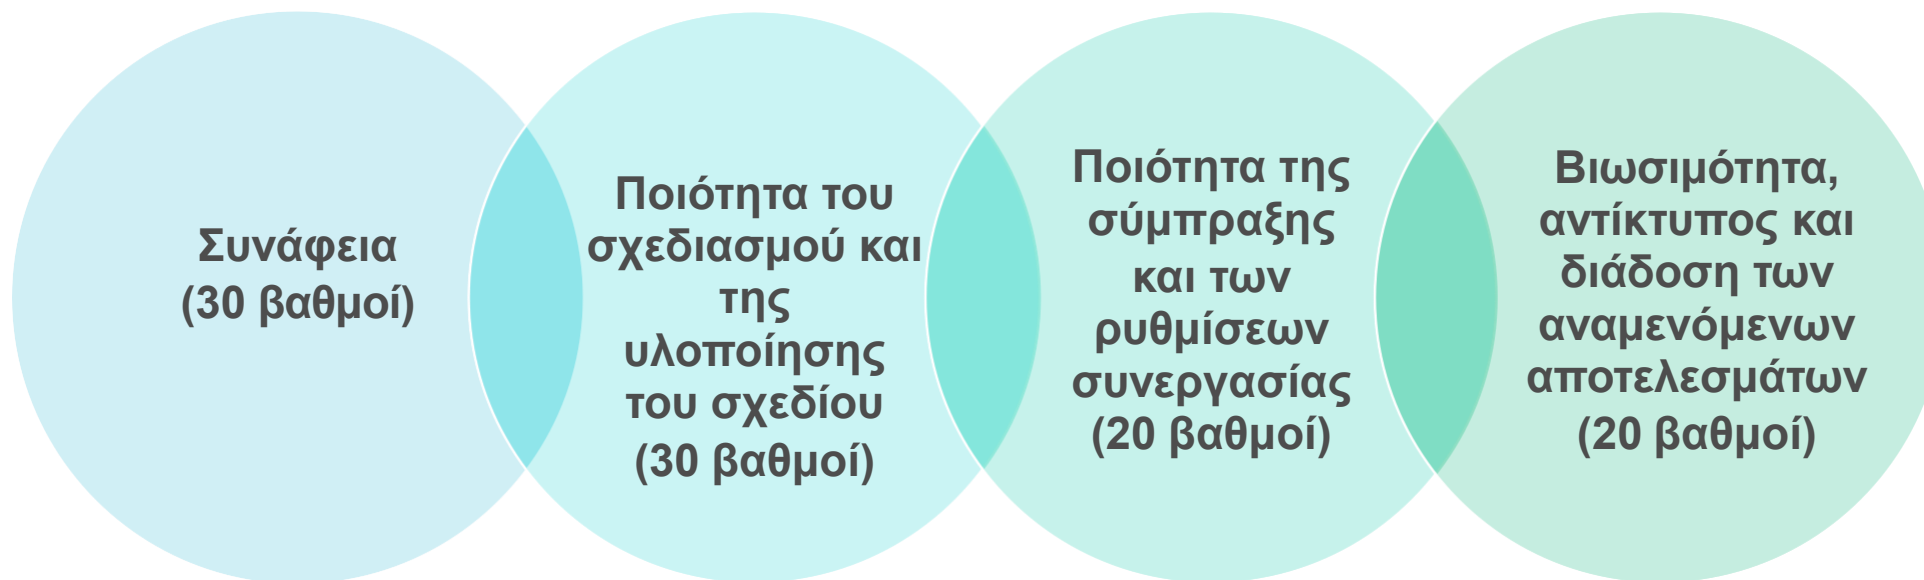 Συνάφεια
(30 βαθμοί)
Ποιότητα του
σχεδιασμού και
της
υλοποίησης
του σχεδίου
(30 βαθμοί)
Ποιότητα της
σύμπραξης
και των
ρυθμίσεων
συνεργασίας
(20 βαθμοί)
Βιωσιμότητα,
αντίκτυπος και
διάδοση των
αναμενόμενων
αποτελεσμάτων
(20 βαθμοί)